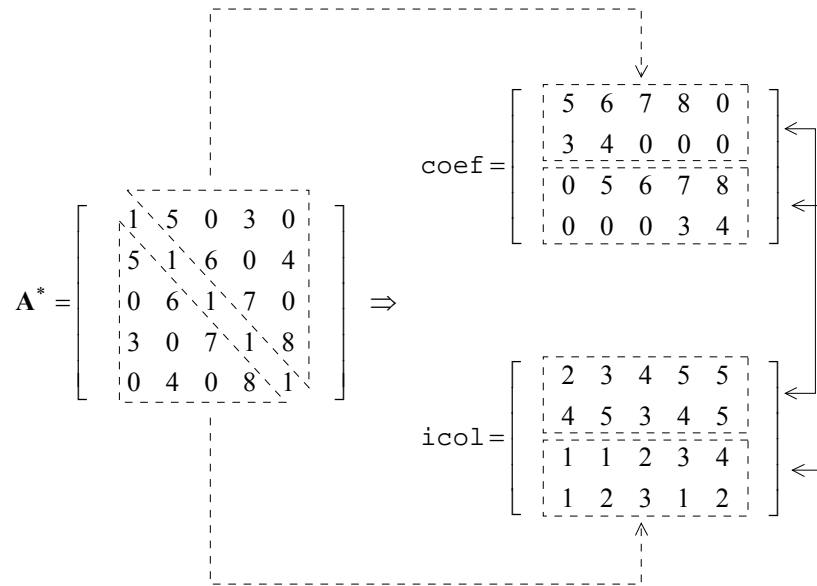 A* = [
1 5 0 3 0
5 1 6 0 4
0 6 1 7 0
3 0 7 1 8
0 4 0 8 1
] ⇒
coef = [
5 6 7 8 0
3 4 0 0 0
0 5 6 7 8
0 0 0 3 4
]
icol = [
2 3 4 5 5
4 5 3 4 5
1 1 2 3 4
1 2 3 1 2
]